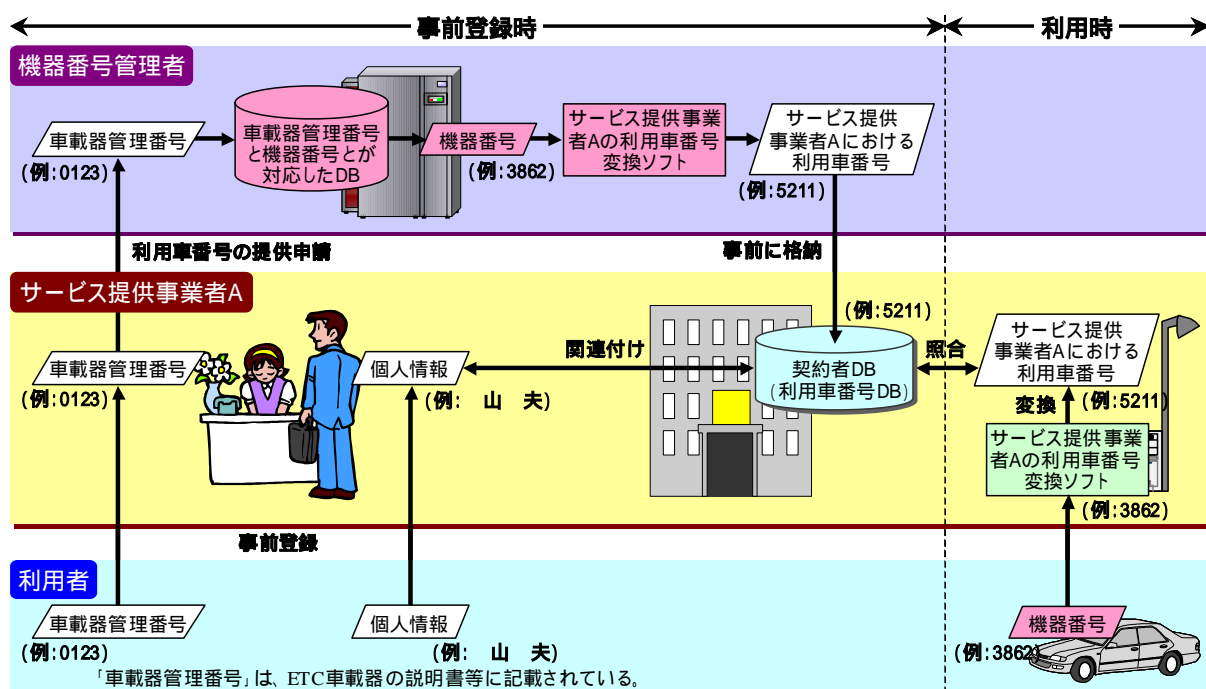 事前登録時
利用時
機器番号管理者
車載器管理番号
(例:0123)
車載器管理番号
と機器番号とが
対応したDB
機器番号
(例:3862)
サービス提供事業
者Aの利用車番号
変換ソフト
サービス提供
事業者Aにおける
利用車番号
(例:5211)
利用車番号の提供申請
事前に格納
サービス提供事業者A
車載器管理番号
(例:0123)
個人情報
(例: 山 夫)
関連付け
(例:5211)
契約者DB
(利用車番号DB)
照合
サービス提供
事業者Aにおける
利用車番号
変換
(例:5211)
サービス提供事業
者Aの利用車番号
変換ソフト
(例:3862)
事前登録
利用者
車載器管理番号
(例:0123)
個人情報
(例: 山 夫)
機器番号
(例:3862)
「車載器管理番号」は、ETC車載器の説明書等に記載されている。